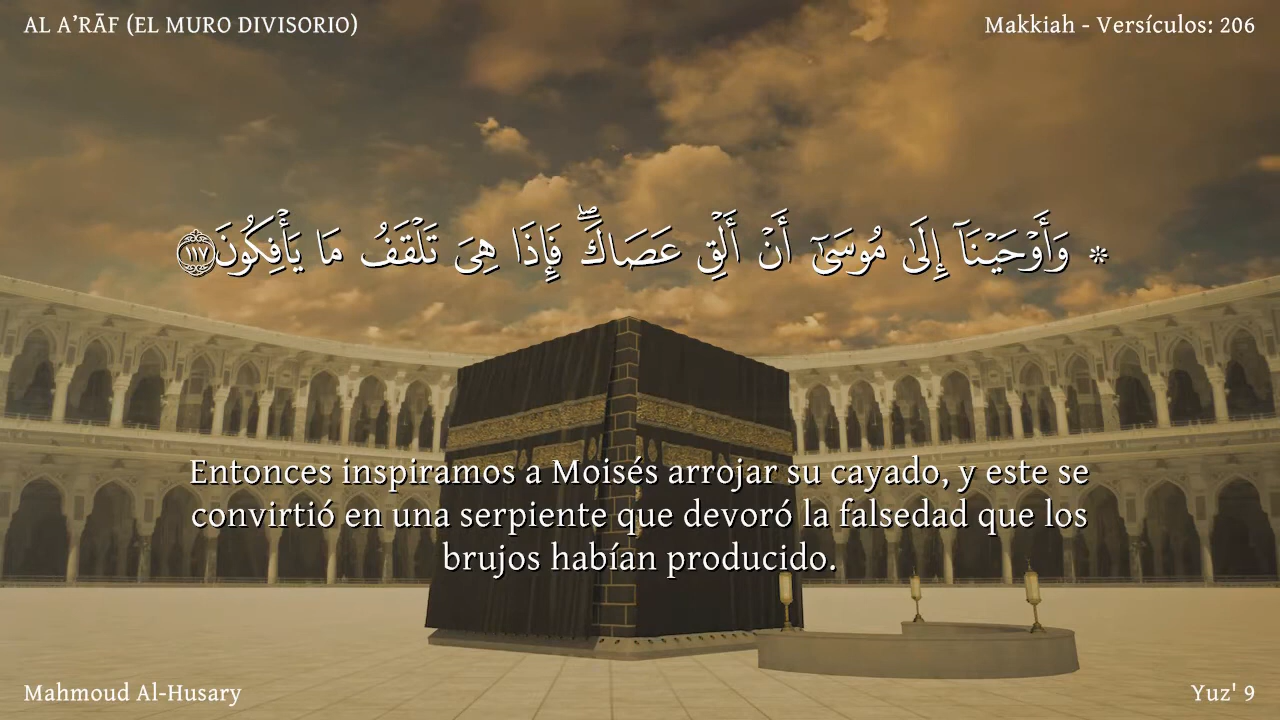 AL A’RĀF (EL MURO DIVISORIO)
Makkiah - Versículos: 206
* وَأَوْحَيْنَآ إِلَىٰ مُوسَىٰٓ أَنْ أَلْقِ عَصَاكَۖ فَإِذَا هِىَ تَلْقَفُ مَا يَأْفِكُونَ ١١٧
Entonces inspiramos a Moisés arrojar su cayado, y este se
convirtió en una serpiente que devoró la falsedad que los
brujos habían producido.
Mahmoud Al-Husary
Yuz' 9